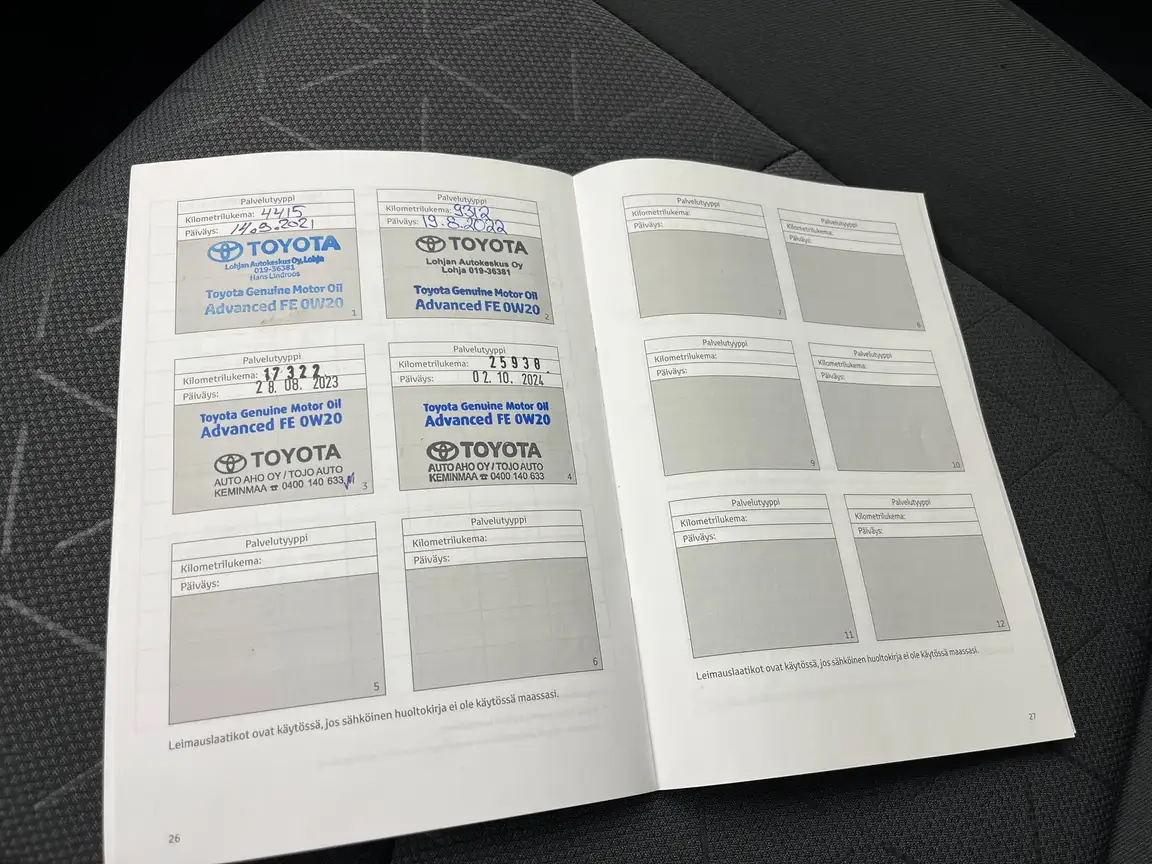 Palvelutyyppi
Kilometrilukema: 4415
Päiväys: 14.9.2021
TOYOTA
Lohjan Autokeskus Oy, Lohja
019-36381
Hans Lindroos
Toyota Genuine Motor Oil
Advanced FE 0W20
1
Palvelutyyppi
Kilometrilukema: 9312
Päiväys: 19.8.2022
TOYOTA
Lohjan Autokeskus Oy
Lohja 019-36381
Toyota Genuine Motor Oil
Advanced FE 0W20
2
Palvelutyyppi
Kilometrilukema: 17322
Päiväys: 28. 08. 2023
Toyota Genuine Motor Oil
Advanced FE 0W20
TOYOTA
AUTO AHO OY / TOJO AUTO
KEMINMAA ☎ 0400 140 633
3
Palvelutyyppi
Kilometrilukema: 25938
Päiväys: 02. 10. 2024
Toyota Genuine Motor Oil
Advanced FE 0W20
TOYOTA
AUTO AHO OY / TOJO AUTO
KEMINMAA ☎ 0400 140 633
4
Palvelutyyppi
Kilometrilukema:
Päiväys:
5
Palvelutyyppi
Kilometrilukema:
Päiväys:
6
Leimauslaatikot ovat käytössä, jos sähköinen huoltokirja ei ole käytössä maassasi.
26
Palvelutyyppi
Kilometrilukema:
Päiväys:
7
Palvelutyyppi
Kilometrilukema:
Päiväys:
8
Palvelutyyppi
Kilometrilukema:
Päiväys:
9
Palvelutyyppi
Kilometrilukema:
Päiväys:
10
Palvelutyyppi
Kilometrilukema:
Päiväys:
11
Palvelutyyppi
Kilometrilukema:
Päiväys:
12
Leimauslaatikot ovat käytössä, jos sähköinen huoltokirja ei ole käytössä maassasi.
27